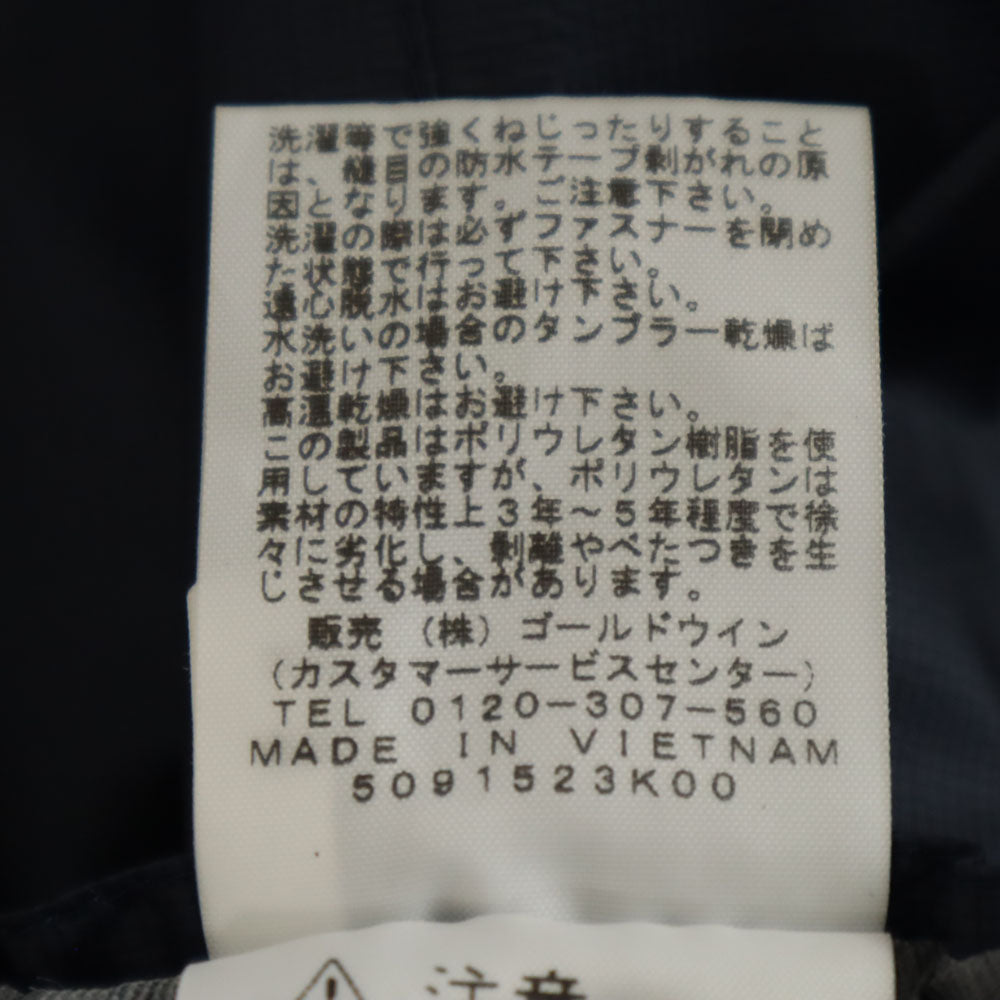 洗濯等で強くねじったりすること
は、縫目の防水テープ剥がれの原
因となります。ご注意下さい。
洗濯の際は必ずファスナーを閉め
た状態で行って下さい。
遠心脱水はお避け下さい。
水洗いの場合のタンブラー乾燥は
お避け下さい。
高温乾燥はお避け下さい。
この製品はポリウレタン樹脂を使
用していますが、ポリウレタンは
素材の特性上3年~5年程度で徐
々に劣化し、剥離やべたつきを生
じさせる場合があります。
販売 (株) ゴールドウイン
(カスタマーサービスセンター)
TEL 0120-307-560
MADE IN VIETNAM
5091523K00
注意